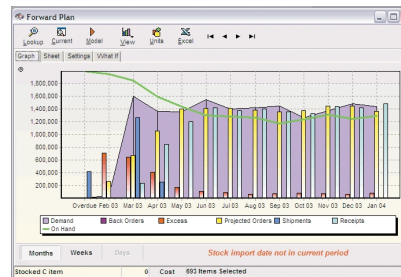 Forward Plan
Lookup Current Model View Units Excel
Graph Sheet Settings What If
1,800,000
1,600,000
1,400,000
1,200,000
1,000,000
800,000
600,000
400,000
200,000
Overdue Feb 03 Mar 03 Apr 03 May 03 Jun 03 Jul 03 Aug 03 Sep 03 Oct 03 Nov 03 Dec 03 Jan 04
Demand Back Orders Excess Projected Orders Shipments Receipts
On Hand
Months Weeks Days Stock import date not in current period
Stocked C item 0 Cost 693 Items Selected